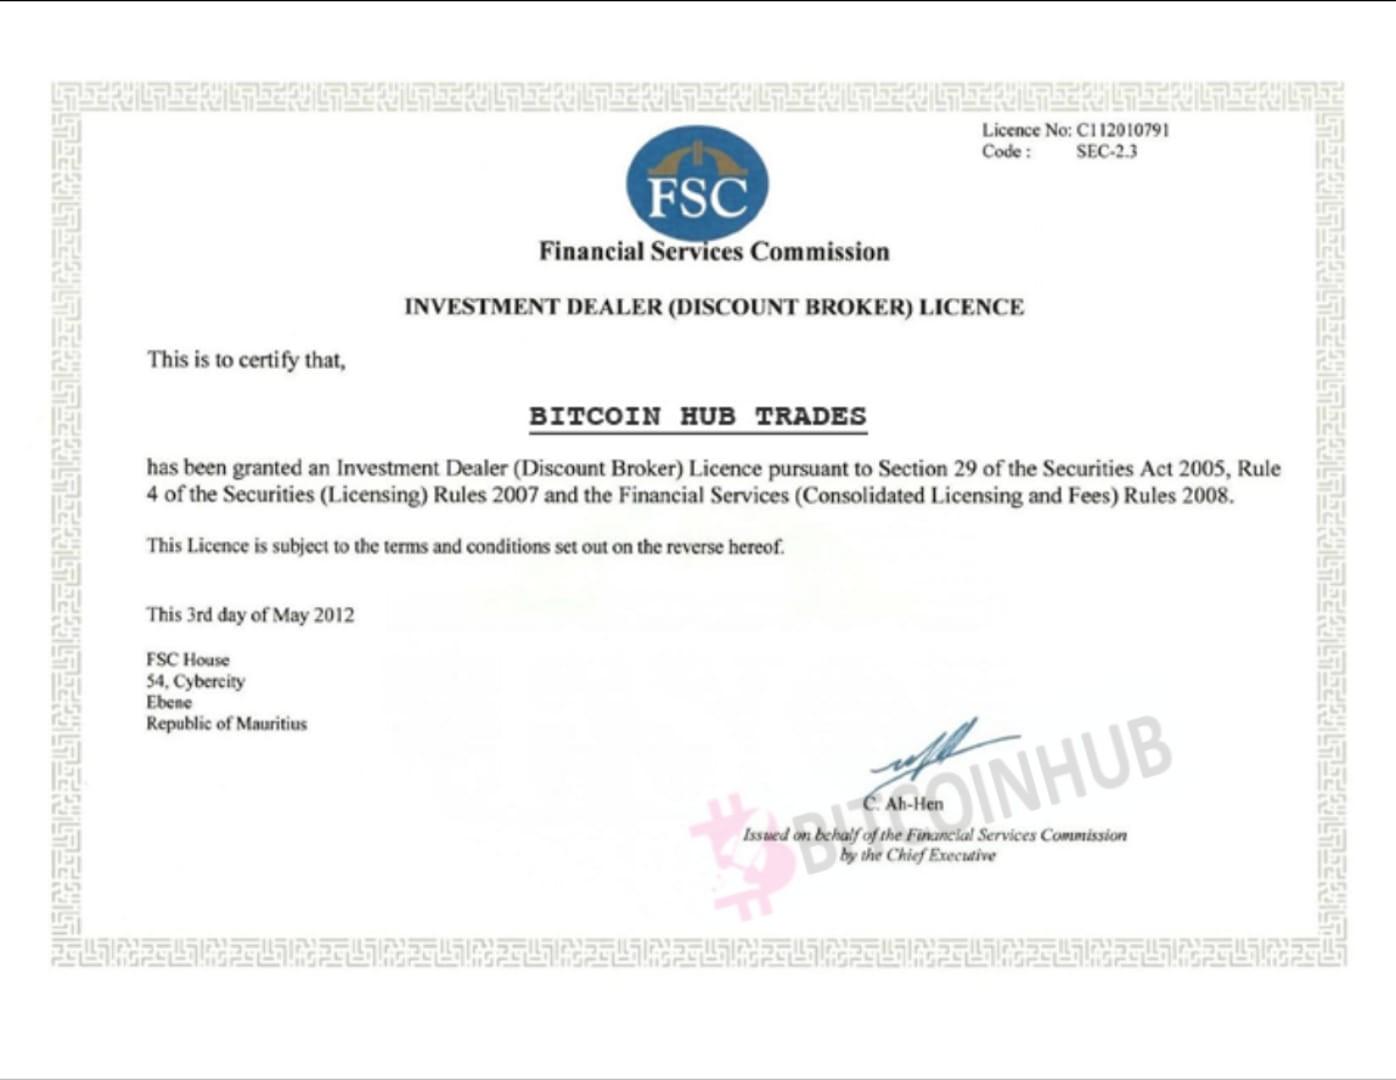 Licence No: C112010791
Code : SEC-2.3
FSC
Financial Services Commission
INVESTMENT DEALER (DISCOUNT BROKER) LICENCE
This is to certify that,
BITCOIN HUB TRADES
has been granted an Investment Dealer (Discount Broker) Licence pursuant to Section 29 of the Securities Act 2005, Rule
4 of the Securities (Licensing) Rules 2007 and the Financial Services (Consolidated Licensing and Fees) Rules 2008.
This Licence is subject to the terms and conditions set out on the reverse hereof.
This 3rd day of May 2012
FSC House
54, Cybercity
Ebene
Republic of Mauritius
C. Ah-Hen
Issued on behalf of the Financial Services Commission
by the Chief Executive
BITCOINHUB